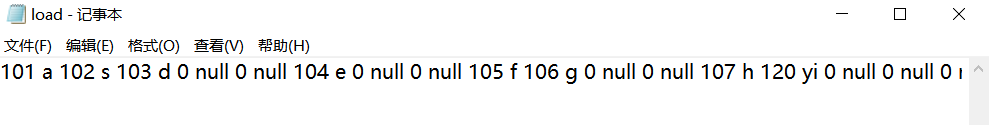 load - 记事本
文件(F) 编辑(E) 格式(O) 查看(V) 帮助(H)
101 a 102 s 103 d 0 null 0 null 104 e 0 null 0 null 105 f 106 g 0 null 0 null 107 h 120 yi 0 null 0 null 0